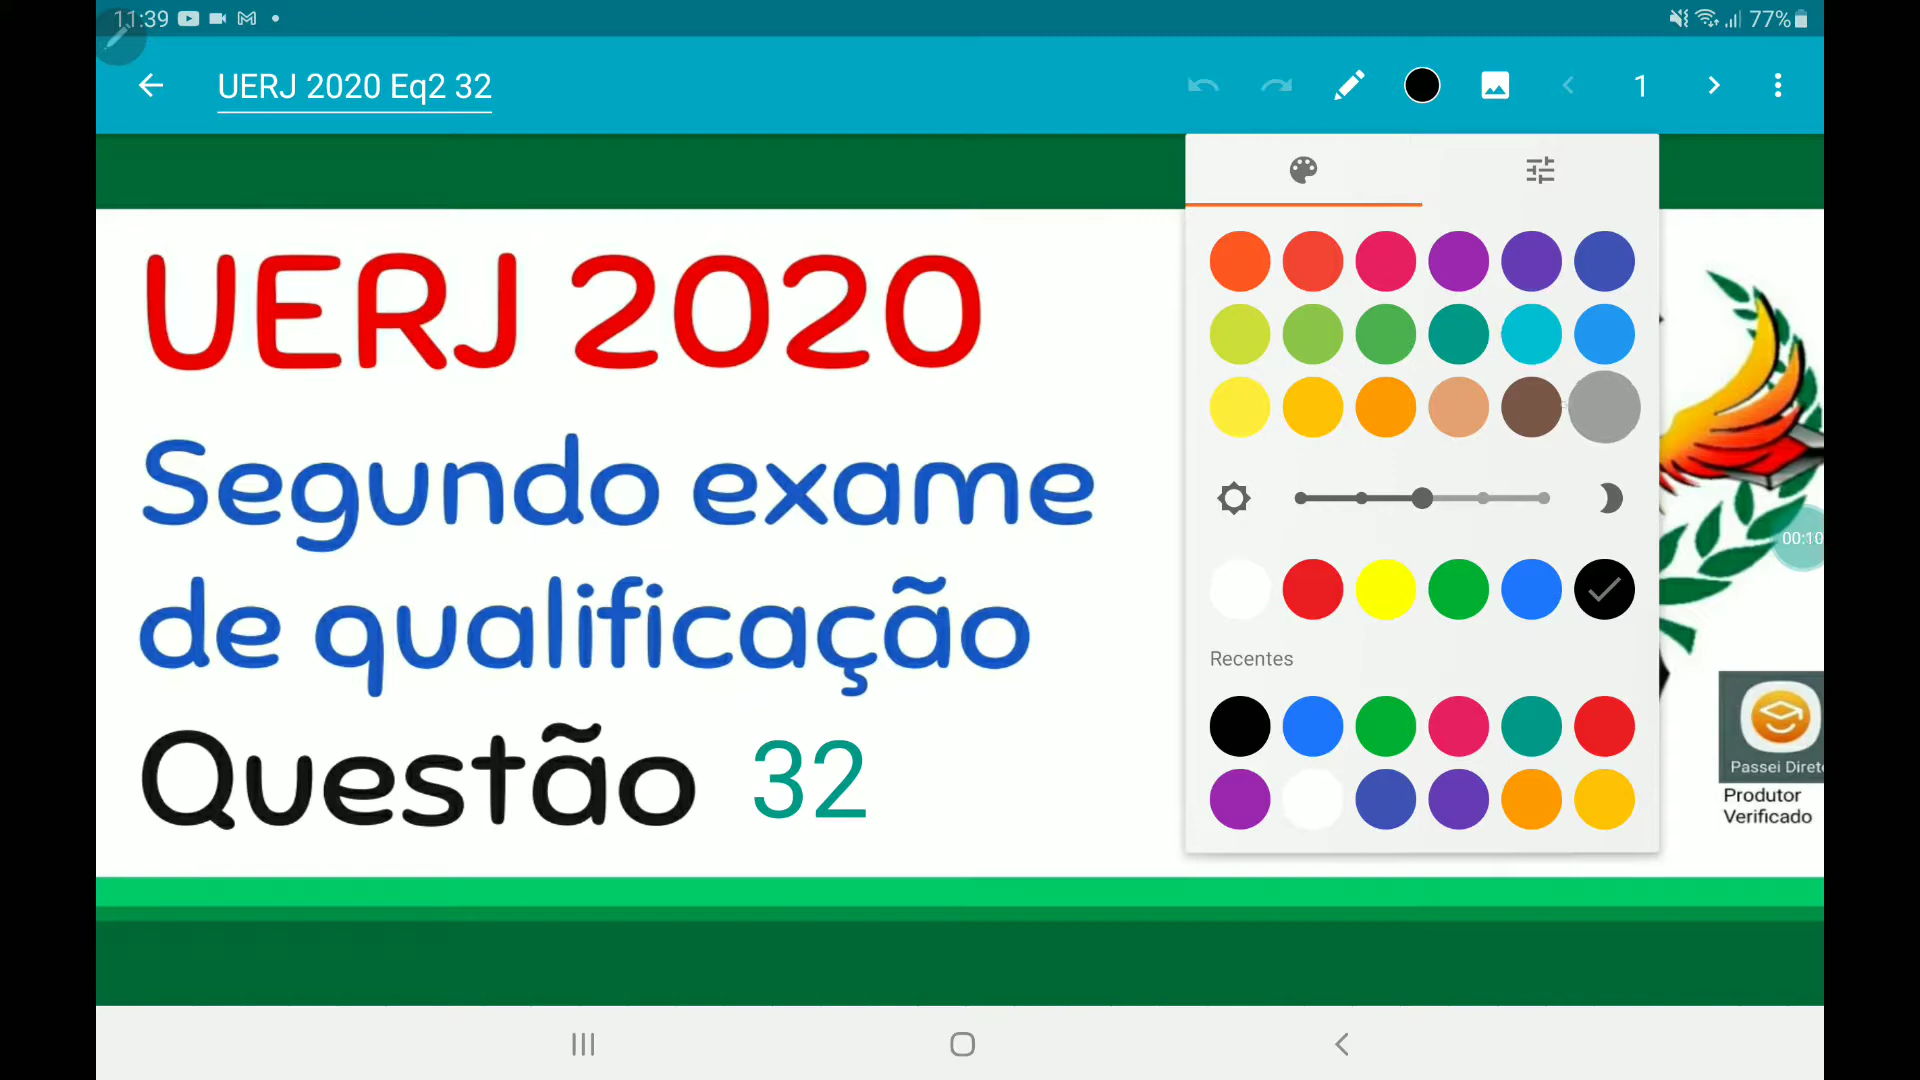 11:39
77%
UERJ 2020 Eq2 32
1
UERJ 2020
Segundo exame
de qualificação
Questão 32
Recentes
00:10
Passei Diret
Produtor
Verificado